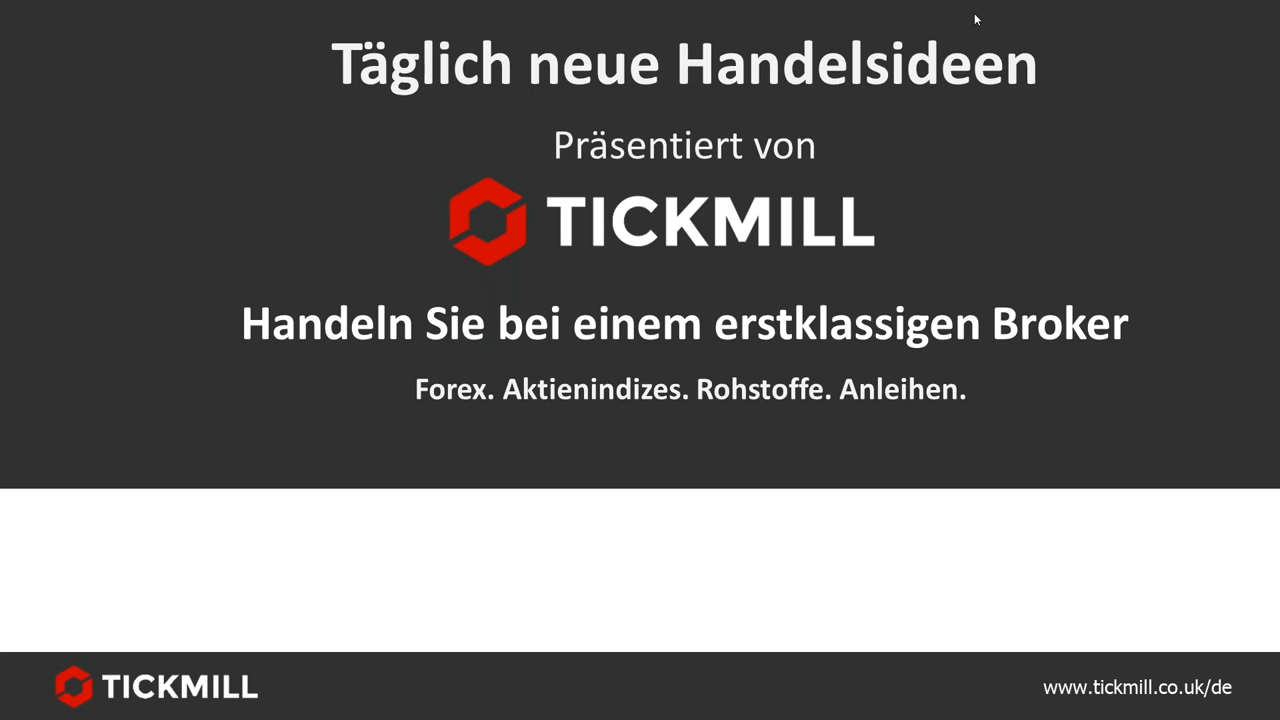 Täglich neue Handelsideen
Präsentiert von
TICKMILL
Handeln Sie bei einem erstklassigen Broker
Forex. Aktienindizes. Rohstoffe. Anleihen.
TICKMILL
www.tickmill.co.uk/de